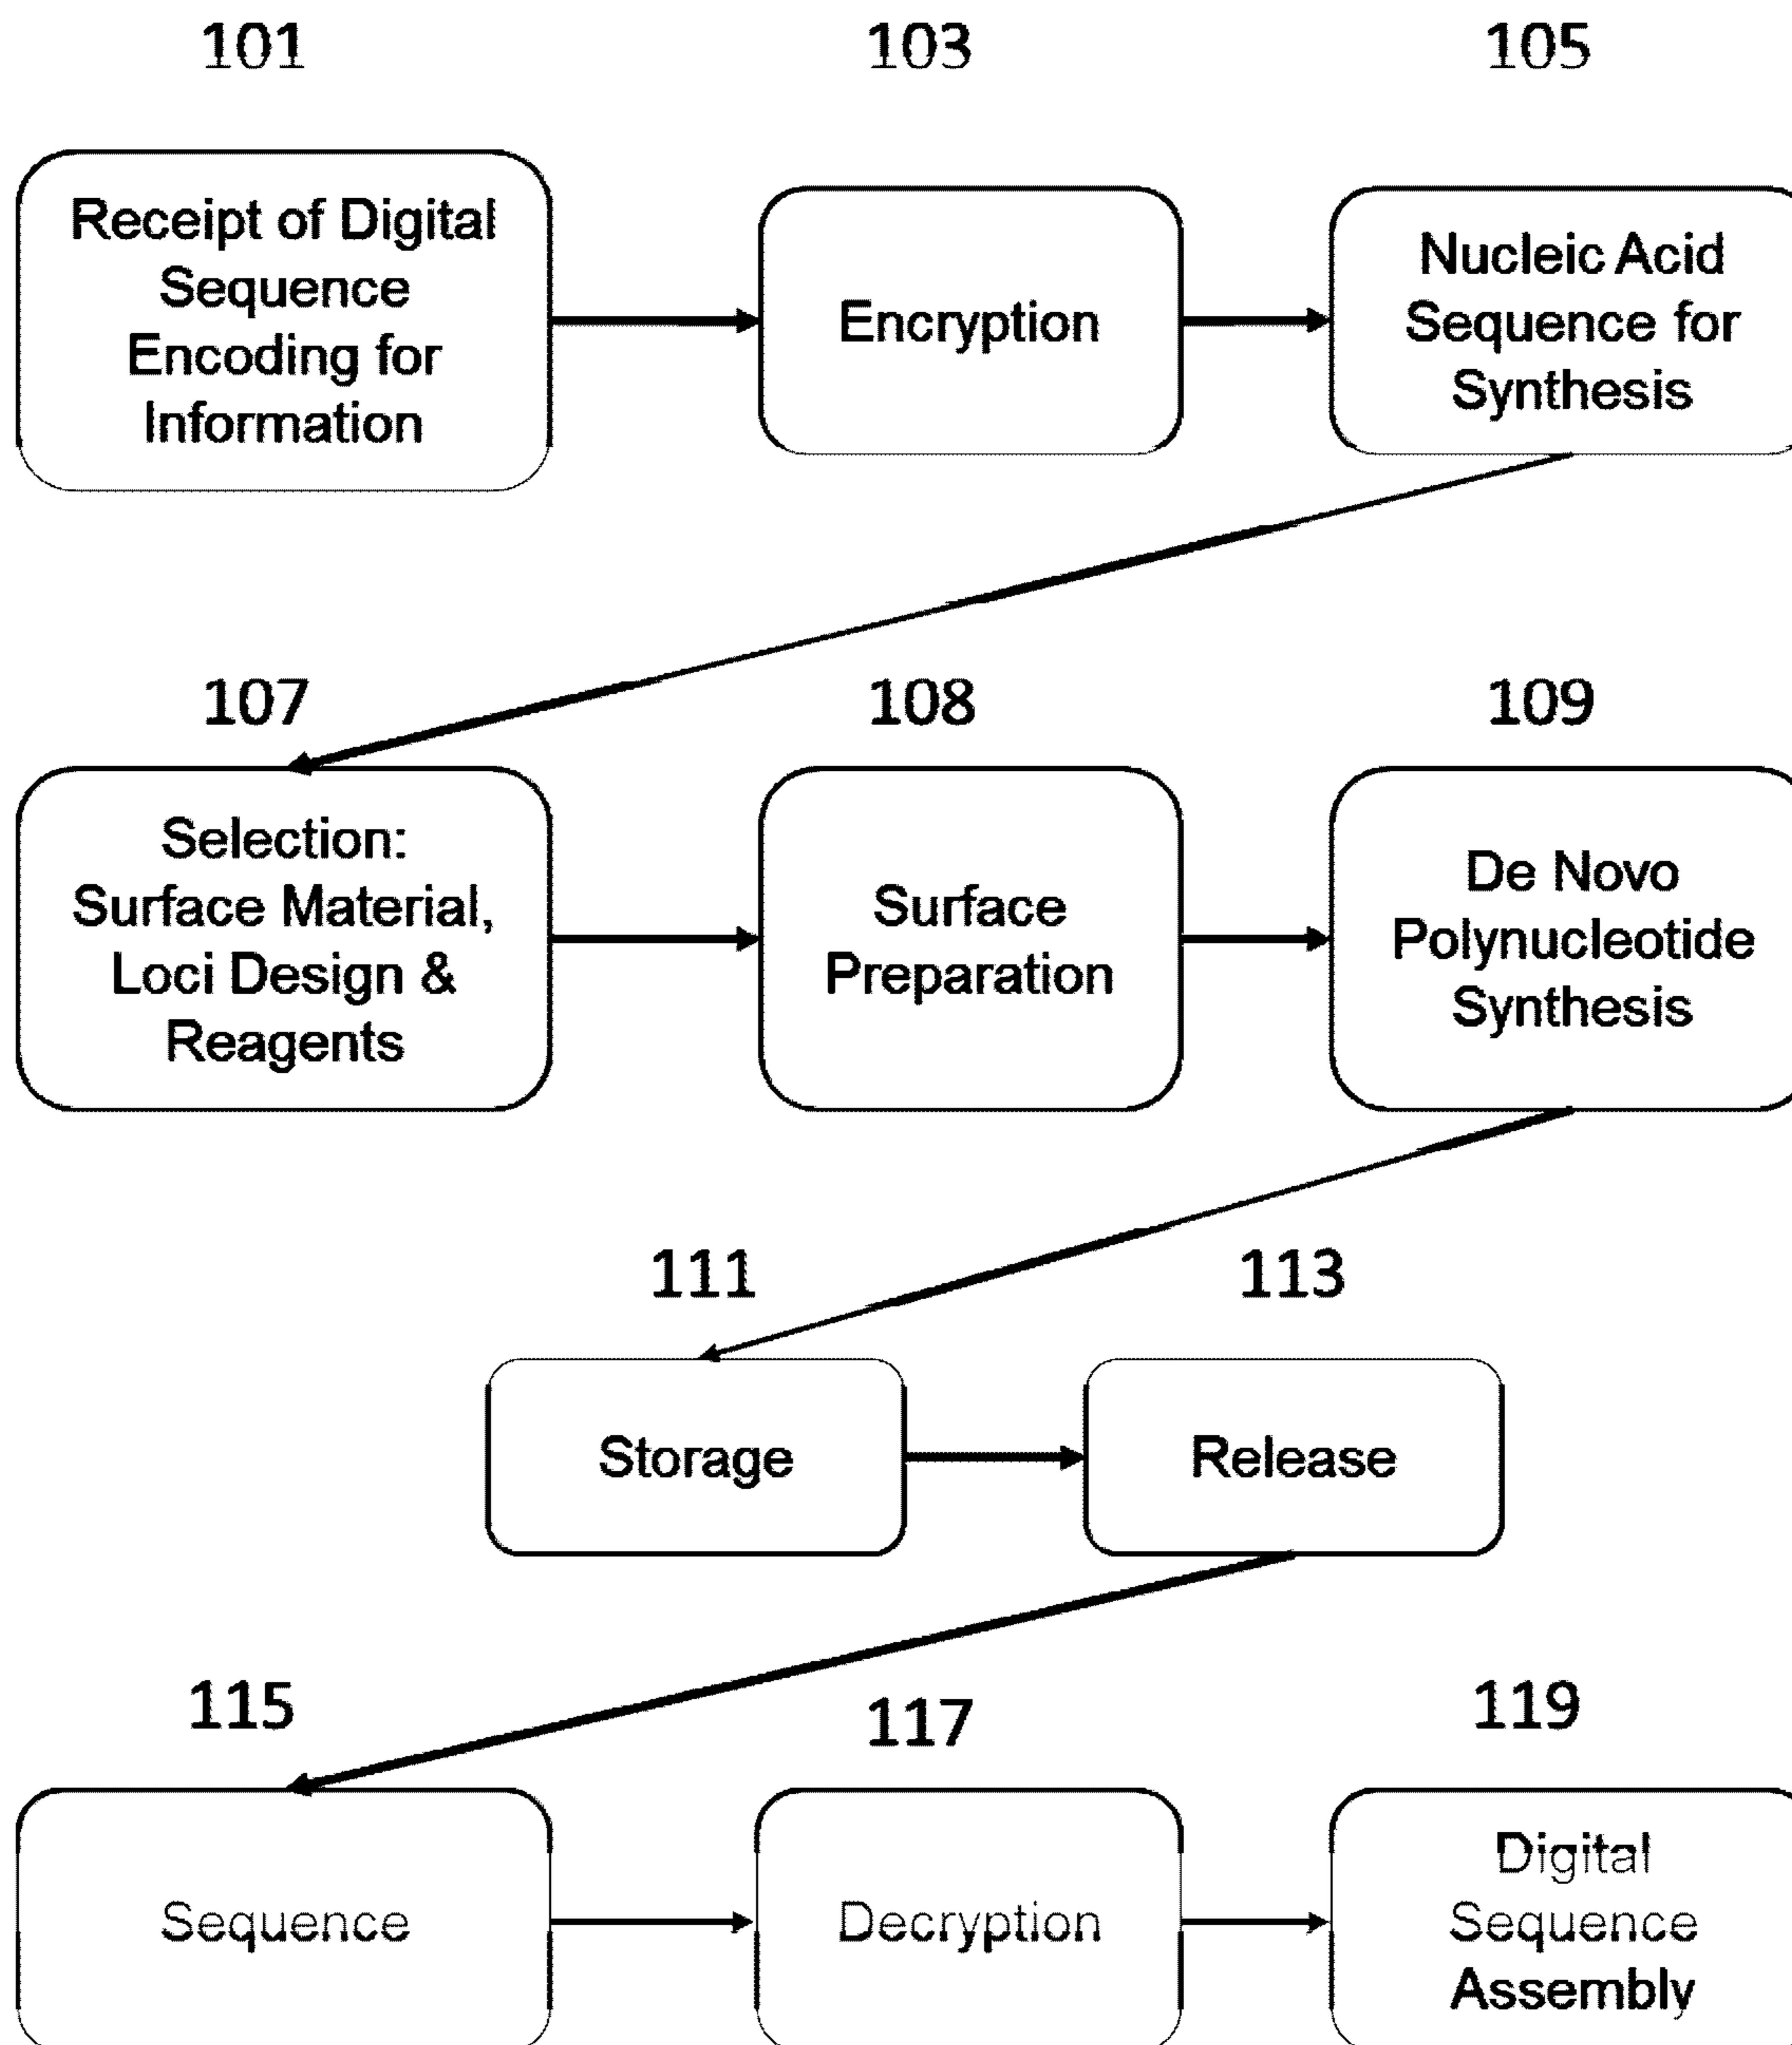 101
103
105
Receipt of Digital
Sequence
Encoding for
Information
Encryption
Nucleic Acid
Sequence for
Synthesis
107
108
109
Selection:
Surface Material,
Loci Design &
Reagents
Surface
Preparation
De Novo
Polynucleotide
Synthesis
111
113
Storage
Release
115
117
119
Sequence
Decryption
Digital
Sequence
Assembly